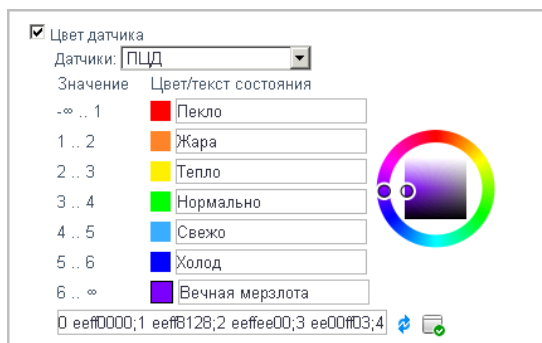 Цвет датчика
Датчики: ПЦД
Значение Цвет/текст состояния
-∞ .. 1 Пекло
1 .. 2 Жара
2 .. 3 Тепло
3 .. 4 Нормально
4 .. 5 Свежо
5 .. 6 Холод
6 .. ∞ Вечная мерзлота
0 eeff0000;1 eeff8128;2 eeffee00;3 ee00ff03;4